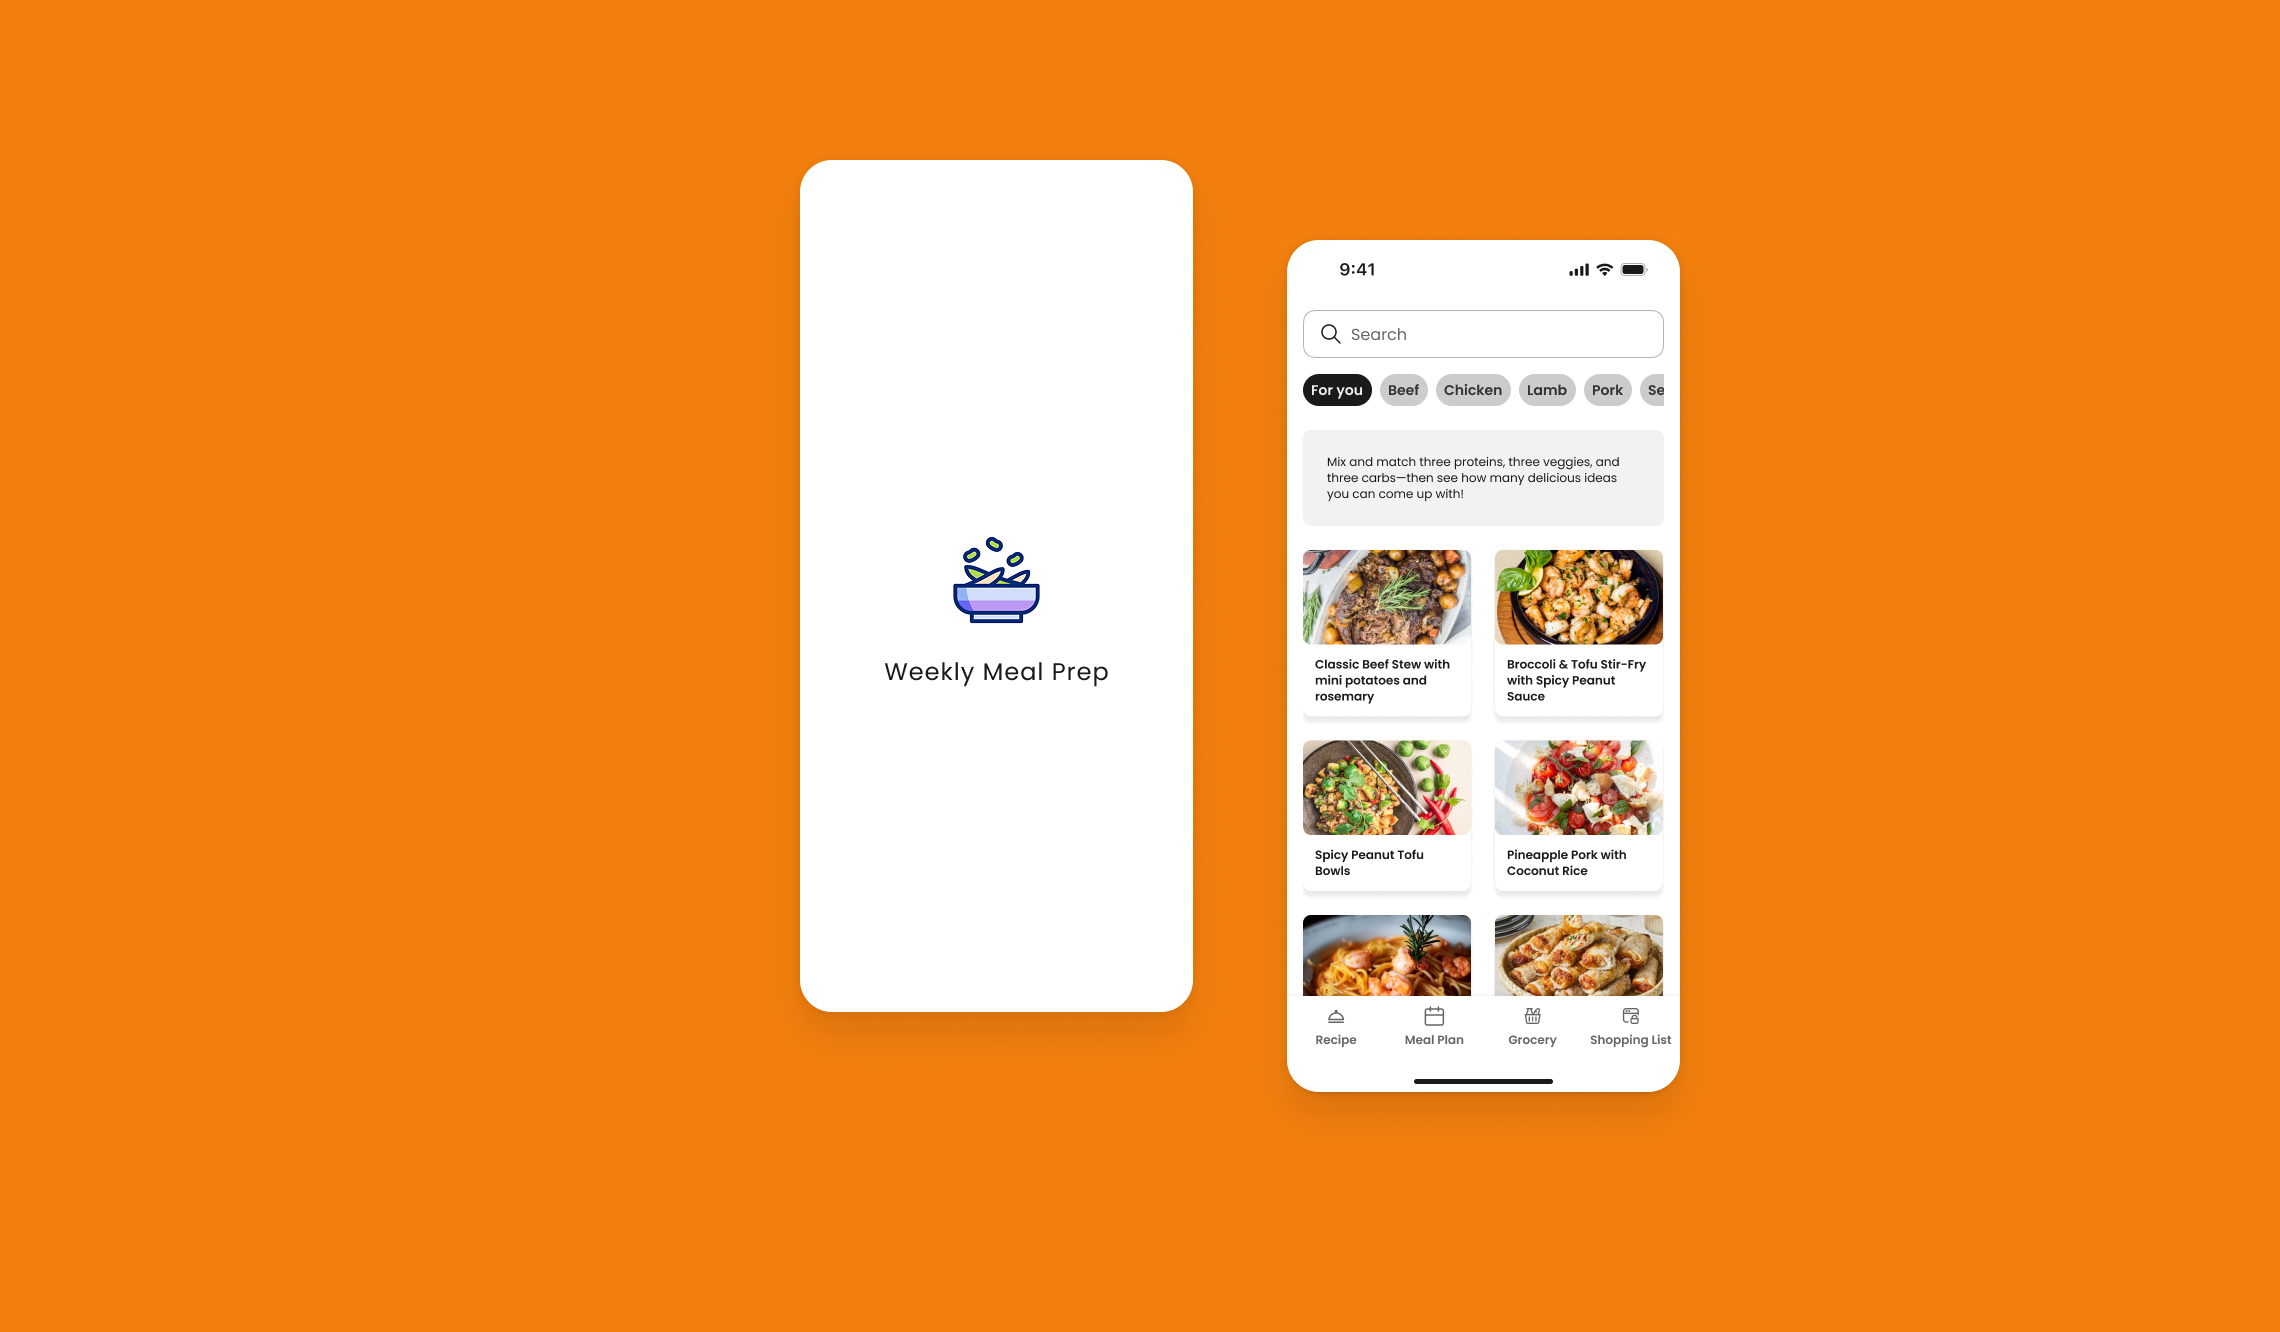 Weekly Meal Prep
9:41
Search
For you Beef Chicken Lamb Pork Se
Mix and match three proteins, three veggies, and
three carbs—then see how many delicious ideas
you can come up with!
Classic Beef Stew with
mini potatoes and
rosemary
Broccoli & Tofu Stir-Fry
with Spicy Peanut
Sauce
Spicy Peanut Tofu
Bowls
Pineapple Pork with
Coconut Rice
Recipe Meal Plan Grocery Shopping List